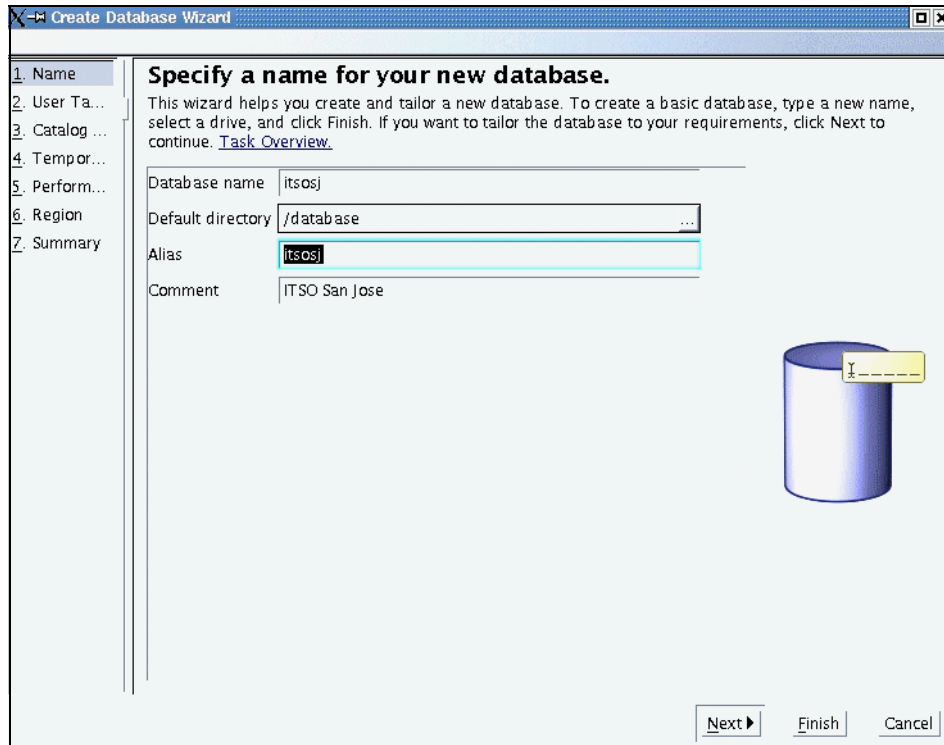 Create Database Wizard
1. Name
2. User Ta...
3. Catalog ...
4. Tempor...
5. Perform...
6. Region
7. Summary
Specify a name for your new database.
This wizard helps you create and tailor a new database. To create a basic database, type a new name,
select a drive, and click Finish. If you want to tailor the database to your requirements, click Next to
continue. Task Overview.
Database name itsosj
Default directory /database ...
Alias itsosj
Comment ITSO San Jose
Next Finish Cancel